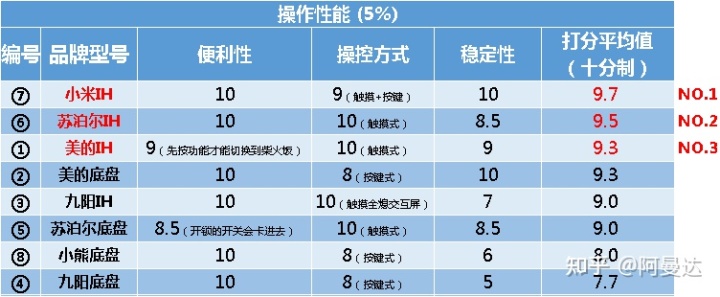 操作性能 (5%)
编号 品牌型号 便利性 操控方式 稳定性 打分平均值（十分制）
⑦ 小米IH 10 9（触摸+按键） 10 9.7 NO.1
⑥ 苏泊尔IH 10 10（触摸式） 8.5 9.5 NO.2
① 美的IH 9（先按功能才能切换到柴火饭） 10（触摸式） 9 9.3 NO.3
② 美的底盘 10 8（按键式） 10 9.3
③ 九阳IH 10 10（触摸全媳交互屏） 7 9.0
⑤ 苏泊尔底盘 8.5（开锁的开关会卡进去） 10（触摸式） 8.5 9.0
⑧ 小熊底盘 10 8（按键式） 6 8.0
④ 九阳底盘 10 8（按键式） 5 7.7
知乎 @阿曼达